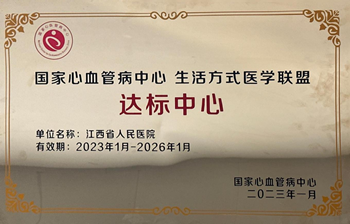 国家心血管病中心 生活方式医学联盟
达标中心
单位名称：江西省人民医院
有效期：2023年1月-2026年1月
国家心血管病中心
二〇二三年一月